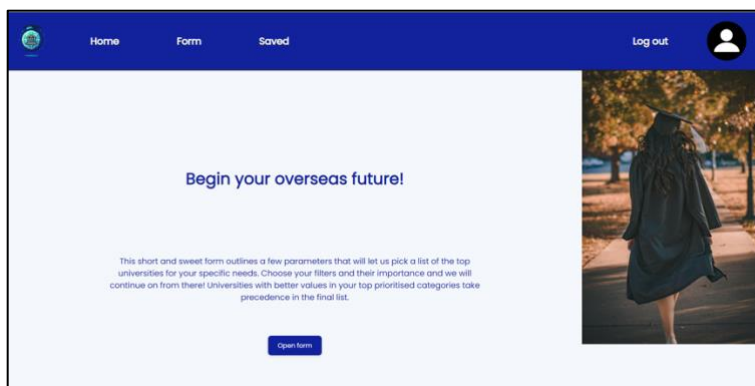 Home Form Saved Log out
Begin your overseas future!
This short and sweet form outlines a few parameters that will let us pick a list of the top
universities for your specific needs. Choose your filters and their importance and we will
continue on from there! Universities with better values in your top prioritised categories take
precedence in the final list.
Open form